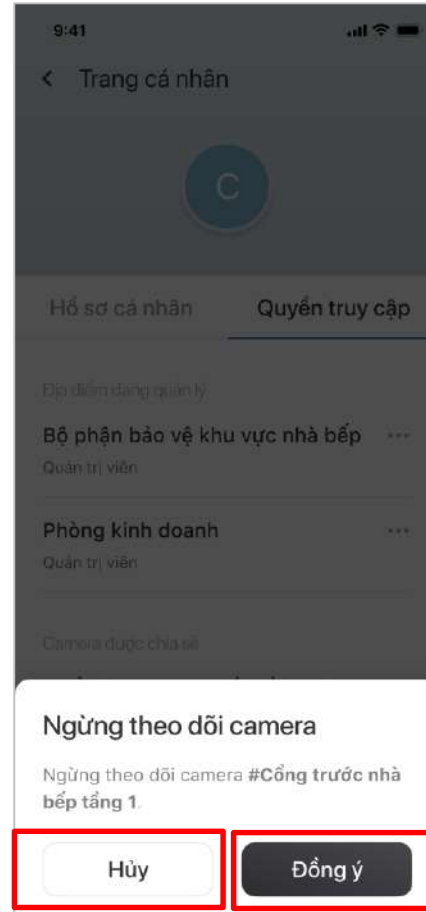 9:41
Trang cá nhân
C
Hồ sơ cá nhân Quyền truy cập
Địa điểm đang quản lý
Bộ phận bảo vệ khu vực nhà bếp
Quản trị viên
Phòng kinh doanh
Quản trị viên
Camera được chia sẻ
Ngừng theo dõi camera
Ngừng theo dõi camera #Cổng trước nhà
bếp tầng 1.
Hủy Đồng ý